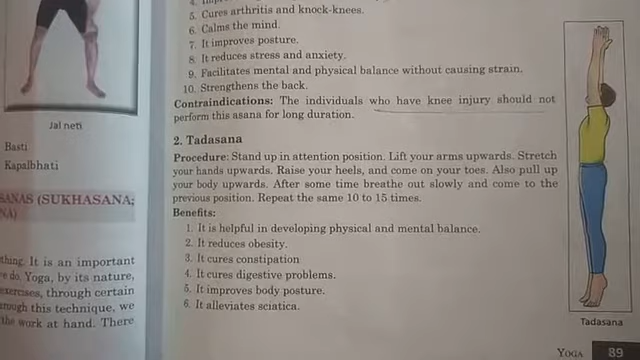 5. Cures arthritis and knock-knees.
6. Calms the mind.
7. It improves posture.
8. It reduces stress and anxiety.
9. Facilitates mental and physical balance without causing strain.
10. Strengthens the back.
Contraindications: The individuals who have knee injury should not
perform this asana for long duration.
2. Tadasana
Procedure: Stand up in attention position. Lift your arms upwards. Stretch
your hands upwards. Raise your heels, and come on your toes. Also pull up
your body upwards. After some time breathe out slowly and come to the
previous position. Repeat the same 10 to 15 times.
Benefits:
1. It is helpful in developing physical and mental balance.
2. It reduces obesity.
3. It cures constipation
4. It cures digestive problems.
5. It improves body posture.
6. It alleviates sciatica.
Tadasana
YOGA 89
Jal neti
Basti
Kapalbhati
SANAS (SUKHASANA;
NA)
thing. It is an important
we do. Yoga, by its nature,
exercises, through certain
through this technique, we
the work at hand. There